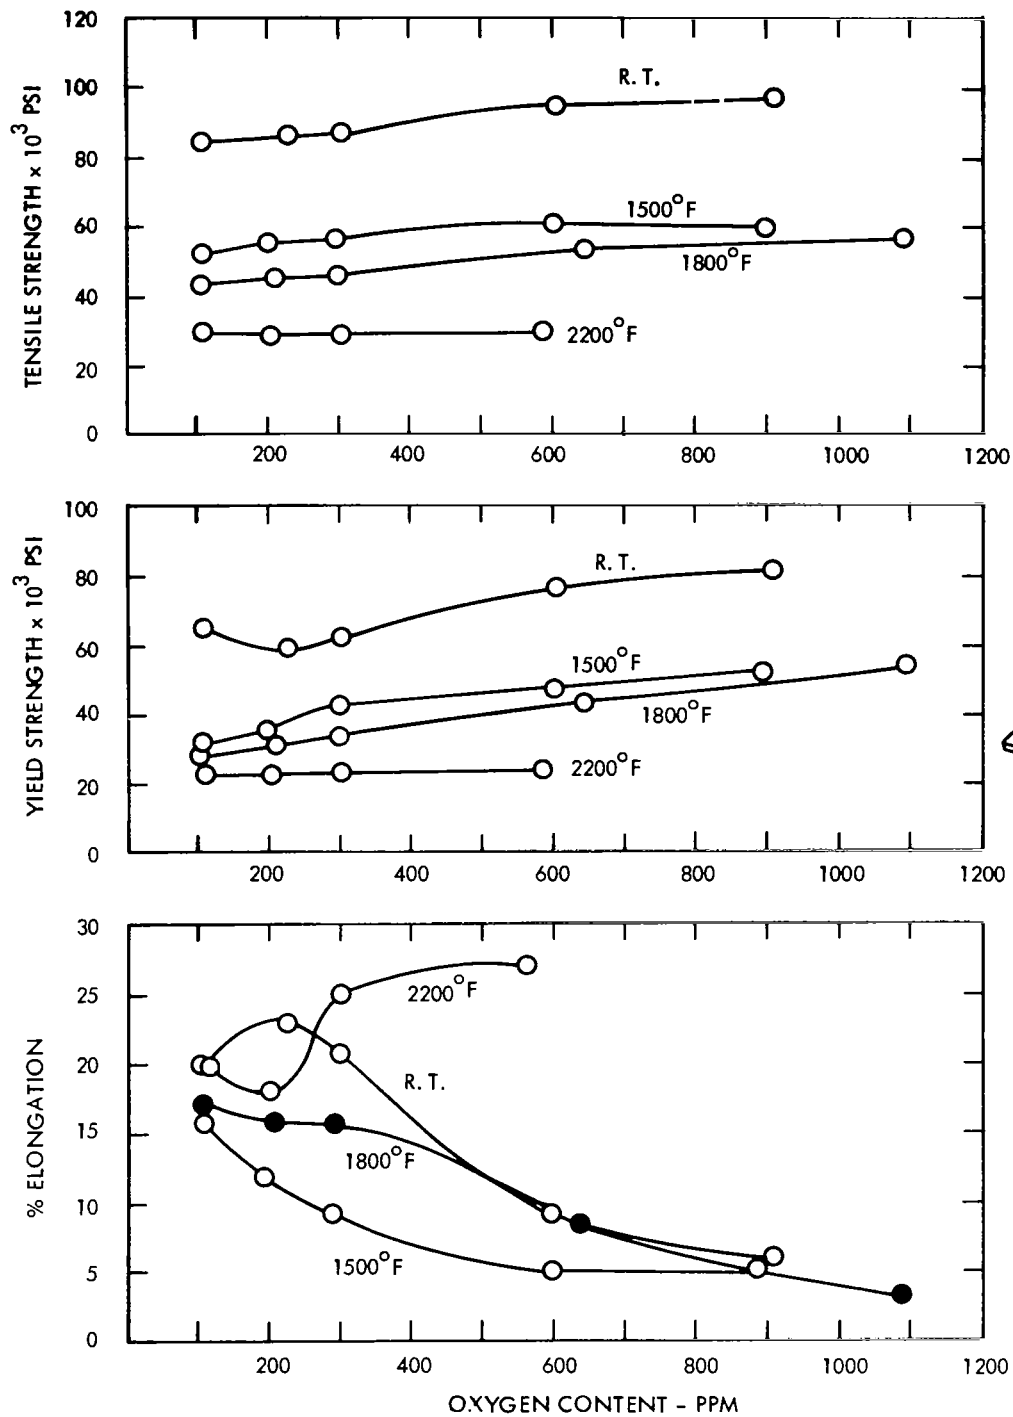 TENSILE STRENGTH × 10³ PSI
120
100
80
60
40
20
0
R. T.
1500°F
1800°F
2200°F
200 400 600 800 1000 1200
YIELD STRENGTH × 10³ PSI
100
80
60
40
20
0
R. T.
1500°F
1800°F
2200°F
200 400 600 800 1000 1200
% ELONGATION
30
25
20
15
10
5
0
2200°F
R. T.
1800°F
1500°F
200 400 600 800 1000 1200
OXYGEN CONTENT - PPM